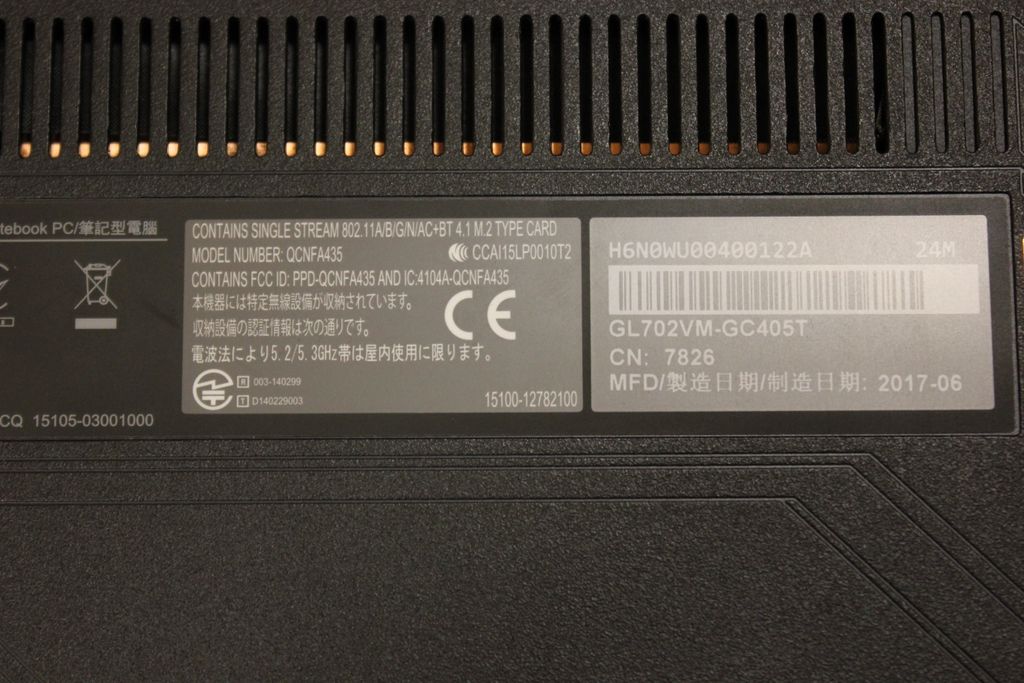 tebook PC/筆記型電腦
CQ 15105-03001000
CONTAINS SINGLE STREAM 802.11A/B/G/N/AC+BT 4.1 M.2 TYPE CARD
MODEL NUMBER: QCNFA435
CCAI15LP0010T2
CONTAINS FCC ID: PPD-QCNFA435 AND IC:4104A-QCNFA435
本機器には特定無線設備が収納されています。
収納設備の認証情報は次の通りです。
CE
電波法により5.2/5.3GHz帯は屋内使用に限ります。
R 003-140299
T D140229003
15100-12782100
H6N0WU00400122A 24M
GL702VM-GC405T
CN: 7826
MFD/製造日期/制造日期: 2017-06